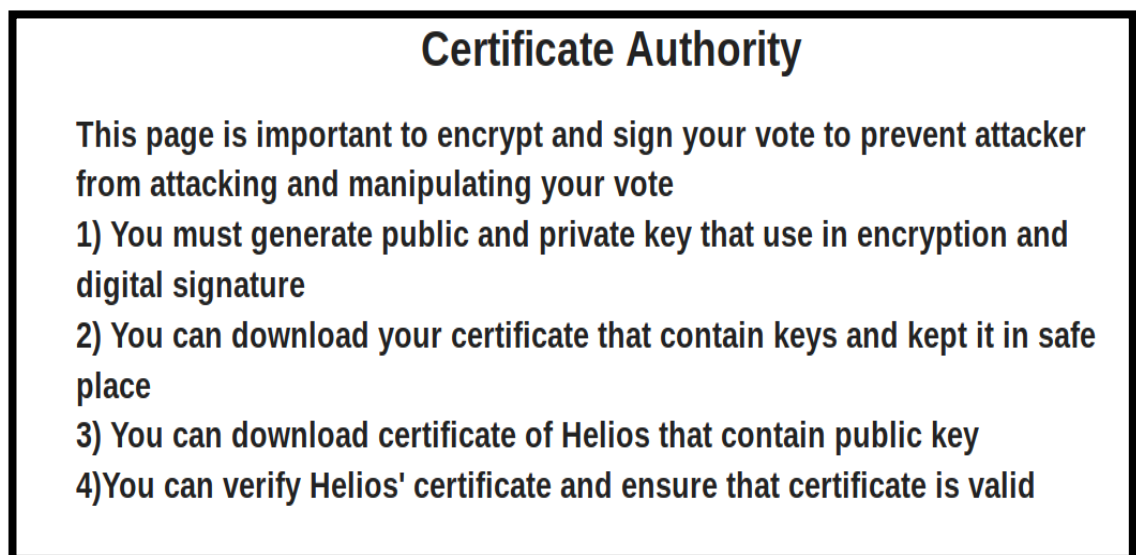 Certificate Authority
This page is important to encrypt and sign your vote to prevent attacker
from attacking and manipulating your vote
1) You must generate public and private key that use in encryption and
digital signature
2) You can download your certificate that contain keys and kept it in safe
place
3) You can download certificate of Helios that contain public key
4)You can verify Helios' certificate and ensure that certificate is valid